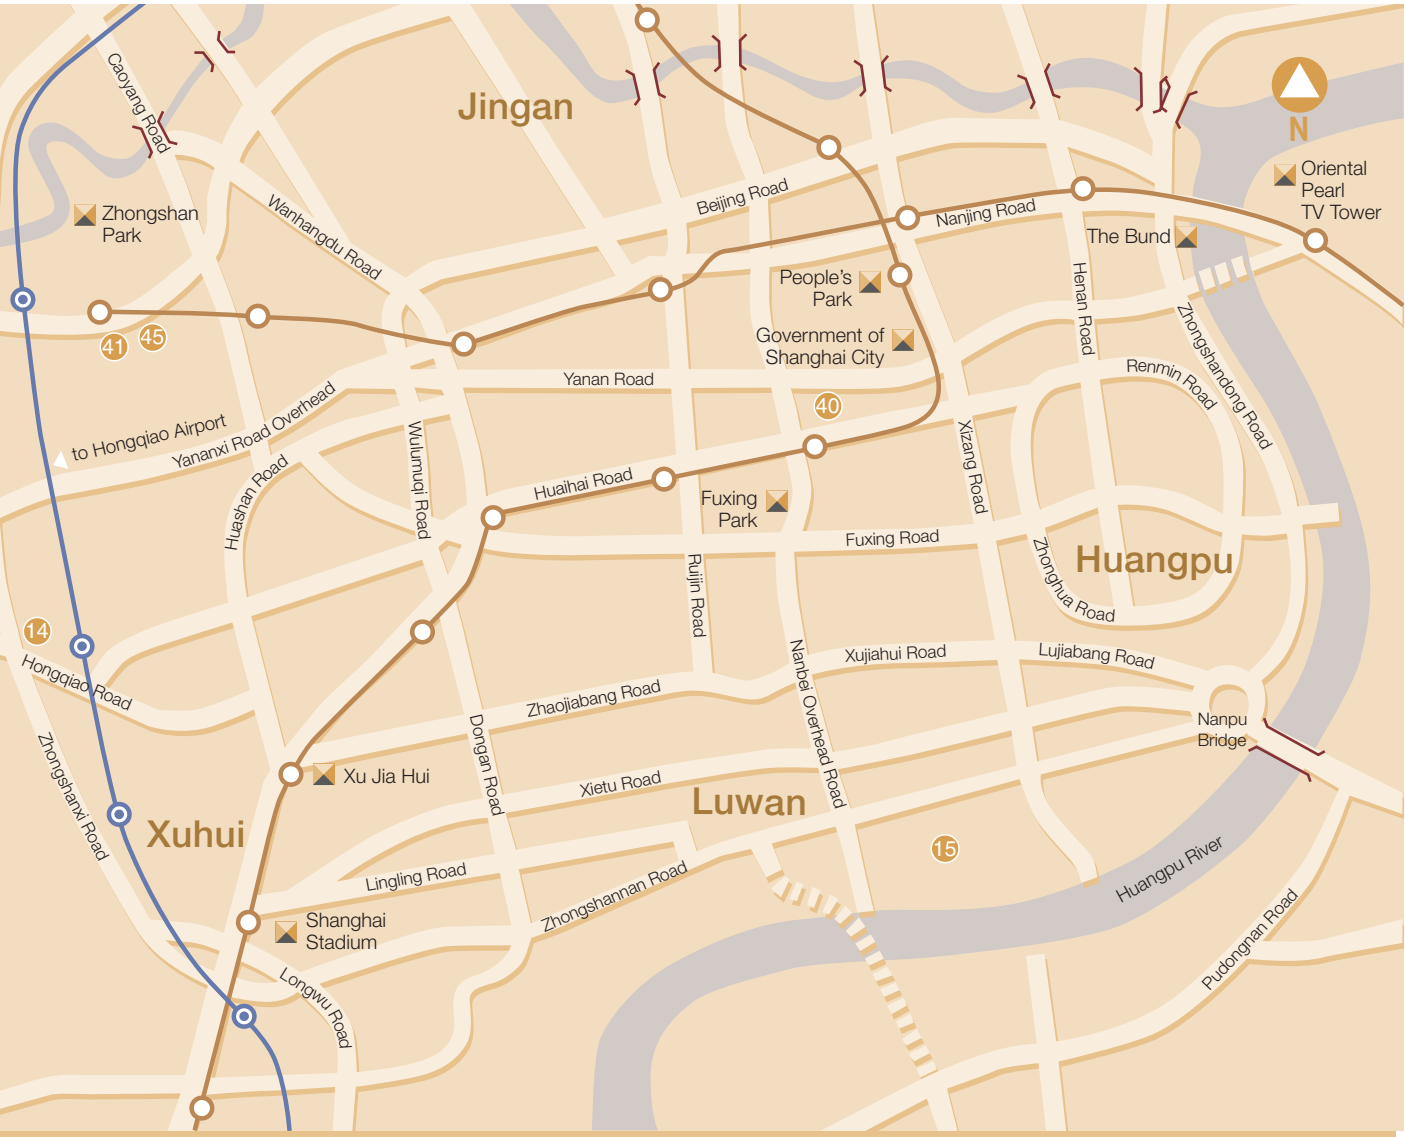 Caoyang Road
Jingan
N
Oriental
Pearl
TV Tower
Zhongshan
Park
Wanhangdu Road
Beijing Road
Nanjing Road
The Bund
People's
Park
Henan Road
Zhongshandong Road
41
45
Government of
Shanghai City
Yanan Road
Renmin Road
40
to Hongqiao Airport
Yananxi Road Overhead
Wulumuqi Road
Xizang Road
Huashan Road
Huaihai Road
Fuxing
Park
Fuxing Road
Huangpu
Ruijin Road
Zhonghua Road
14
Hongqiao Road
Xujiahui Road
Lujiabang Road
Nanbei Overhead Road
Zhaojiabang Road
Dongan Road
Nanpu
Bridge
Zhongshanxi Road
Xu Jia Hui
Xietu Road
Luwan
Xuhui
15
Lingling Road
Huangpu River
Zhongshannan Road
Shanghai
Stadium
Pudongnan Road
Longwu Road